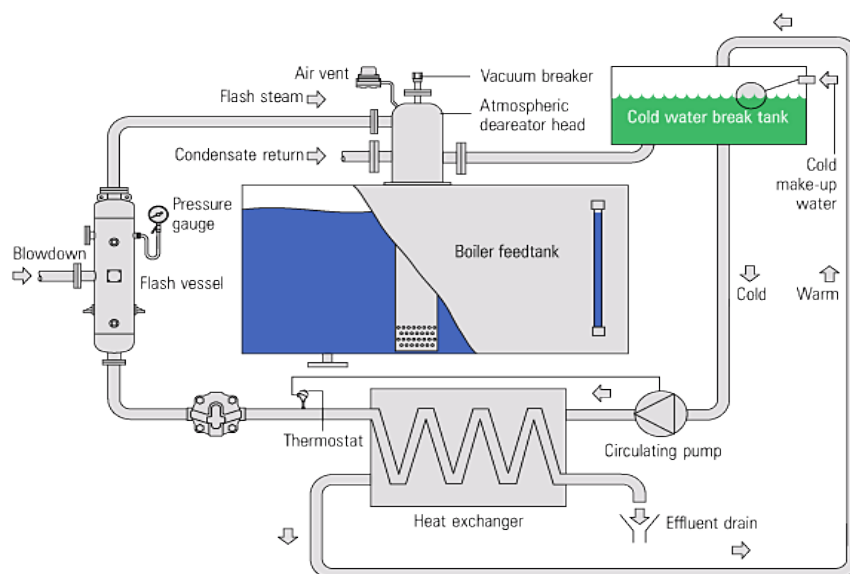 Air vent
Vacuum breaker
Flash steam
Atmospheric
deareator head
Cold water break tank
Condensate return
Cold
make-up
water
Pressure
gauge
Blowdown
Flash vessel
Boiler feedtank
Cold
Warm
Thermostat
Circulating pump
Heat exchanger
Effluent drain